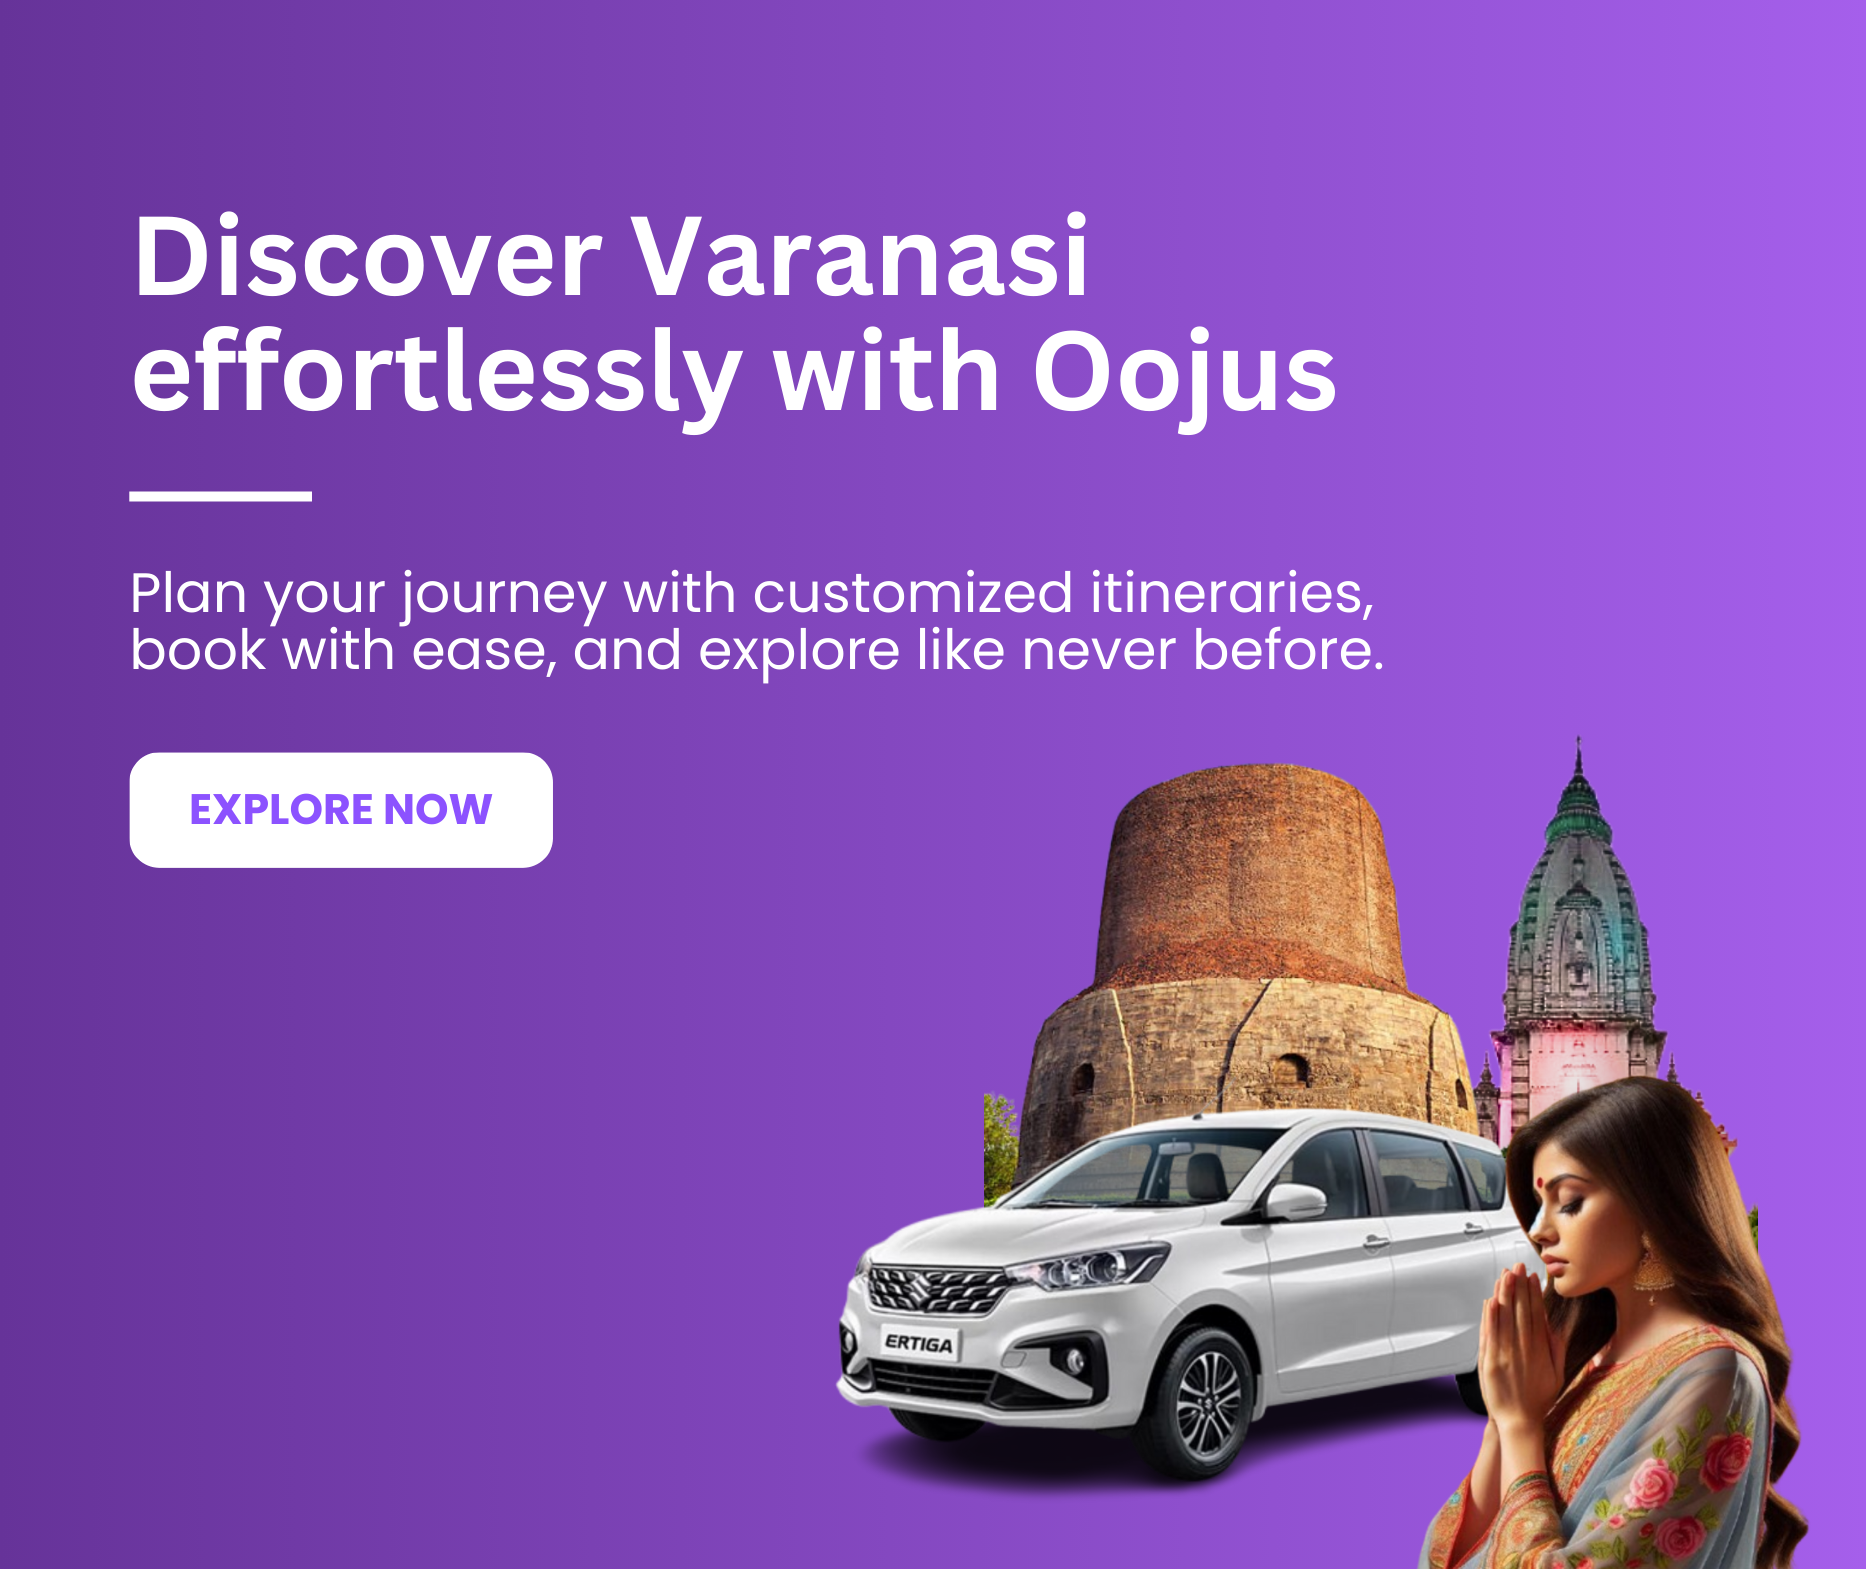 Discover Varanasi
effortlessly with Oojus
Plan your journey with customized itineraries,
book with ease, and explore like never before.
EXPLORE NOW
ERTIGA